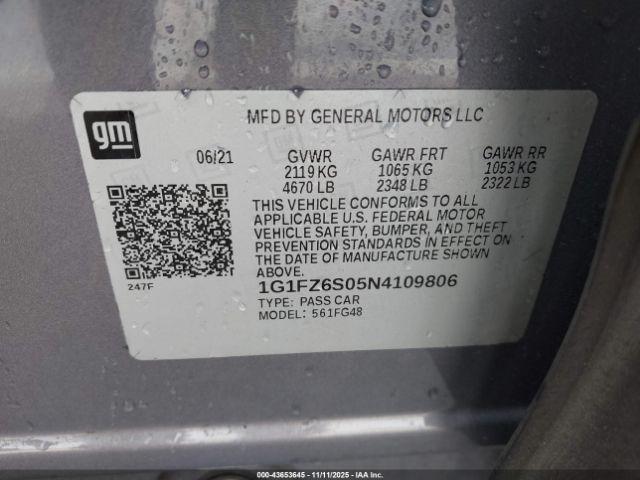 gm
MFD BY GENERAL MOTORS LLC
06/21 GVWR GAWR FRT GAWR RR
2119 KG 1065 KG 1053 KG
4670 LB 2348 LB 2322 LB
THIS VEHICLE CONFORMS TO ALL
APPLICABLE U.S. FEDERAL MOTOR
VEHICLE SAFETY, BUMPER, AND THEFT
PREVENTION STANDARDS IN EFFECT ON
THE DATE OF MANUFACTURE SHOWN
ABOVE.
247F
1G1FZ6S05N4109806
TYPE: PASS CAR
MODEL: 561FG48
000-43653645 - 11/11/2025 - IAA Inc.